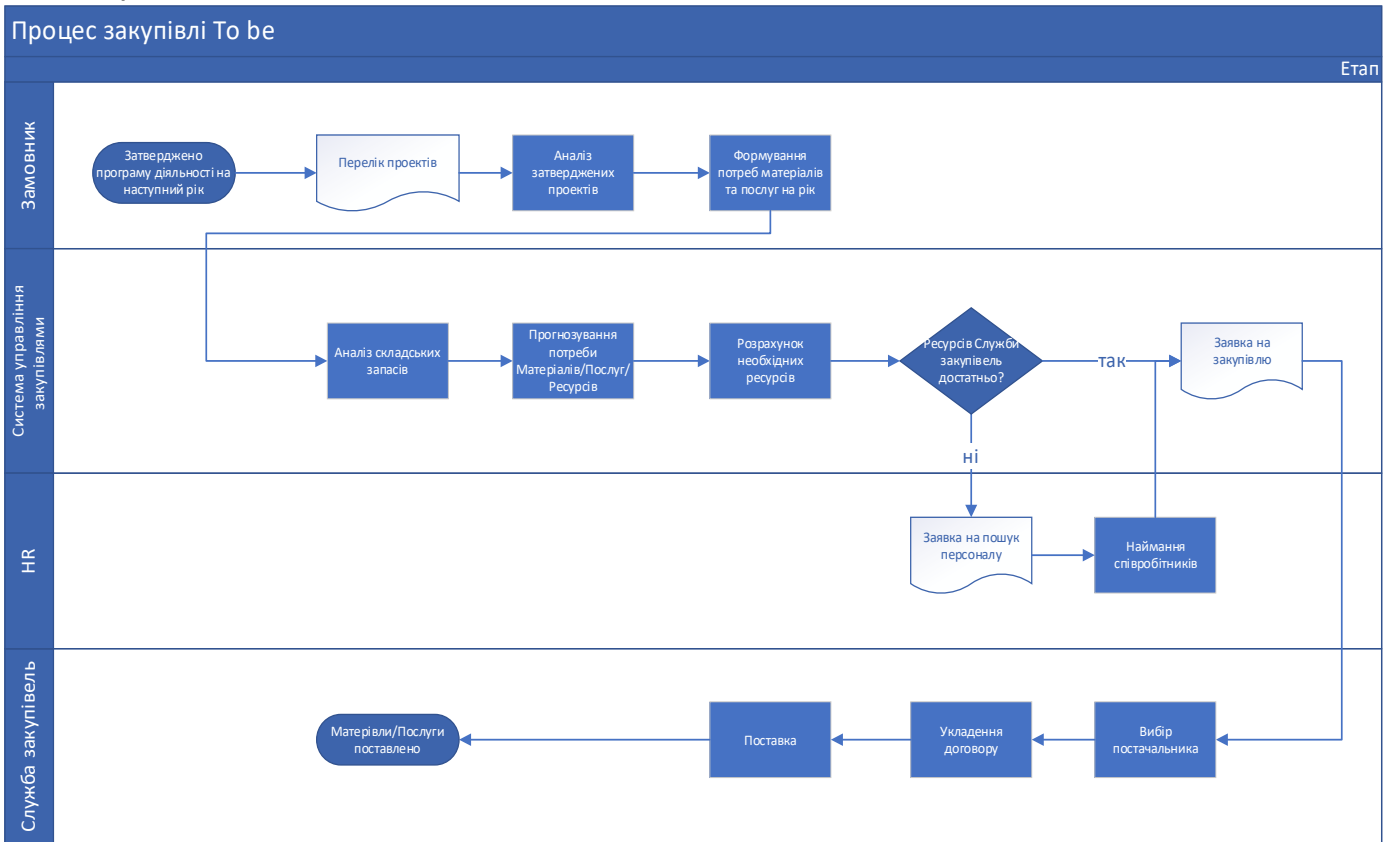 Процес закупівлі To be
Етап
Замовник
Затверджено
програму діяльності на
наступний рік
Перелік проектів
Аналіз
затверджених
проектів
Формування
потреб матеріалів
та послуг на рік
Система управління
закупівлями
Аналіз складських
запасів
Прогнозування
потреби
Матеріалів/Послуг/
Ресурсів
Розрахунок
необхідних
ресурсів
Ресурсів Служби
закупівель
достатньо?
так
Заявка на
закупівлю
ні
HR
Заявка на пошук
персоналу
Наймання
співробітників
Служба закупівель
Матерівли/Послуги
поставлено
Поставка
Укладення
договору
Вибір
постачальника